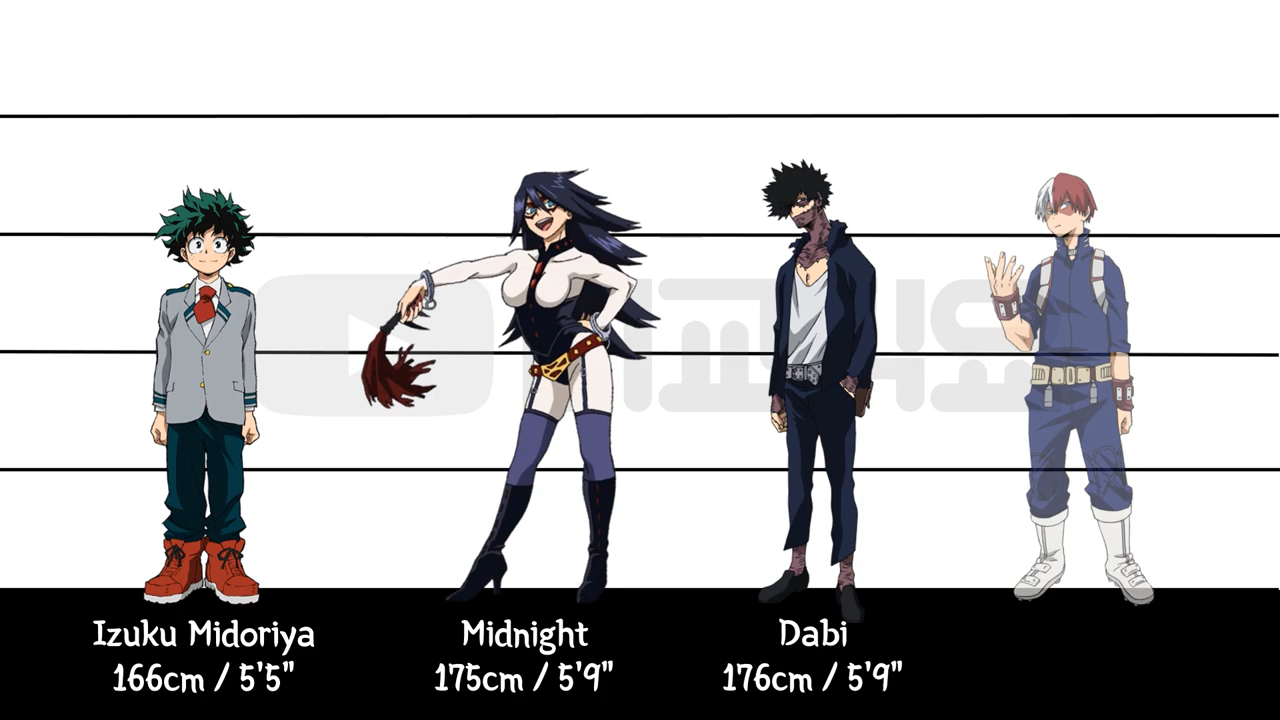 Izuku Midoriya
166cm / 5'5"
Midnight
175cm / 5'9"
Dabi
176cm / 5'9"